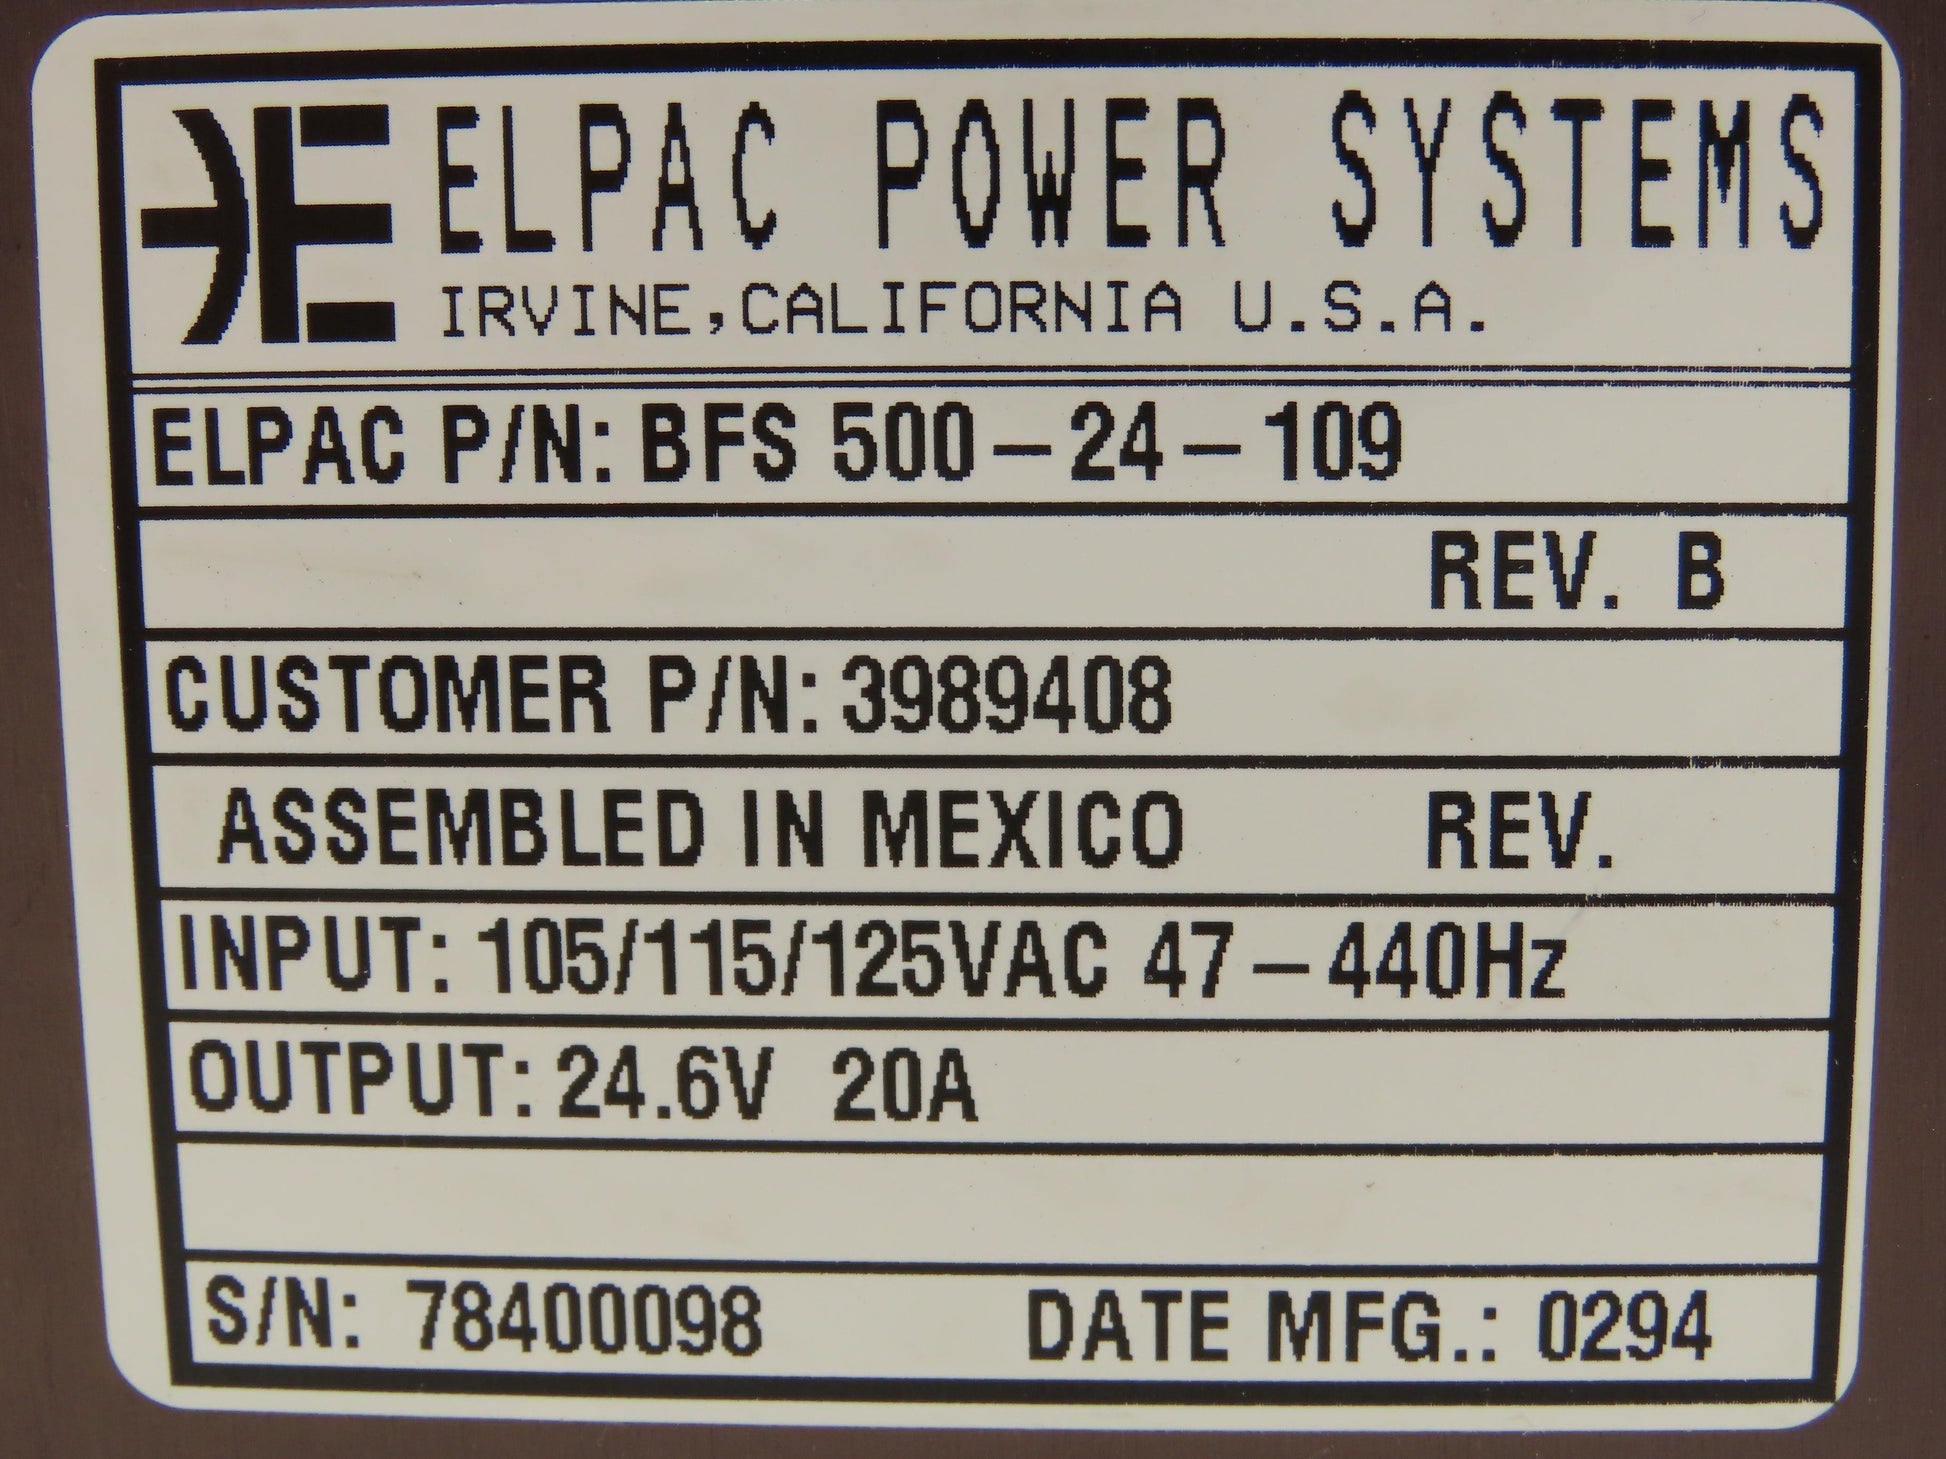 ELPAC POWER SYSTEMS
IRVINE, CALIFORNIA U.S.A.
ELPAC P/N: BFS 500-24-109
REV. B
CUSTOMER P/N: 3989408
ASSEMBLED IN MEXICO REV.
INPUT: 105/115/125VAC 47-440Hz
OUTPUT: 24.6V 20A
S/N: 78400098 DATE MFG.: 0294